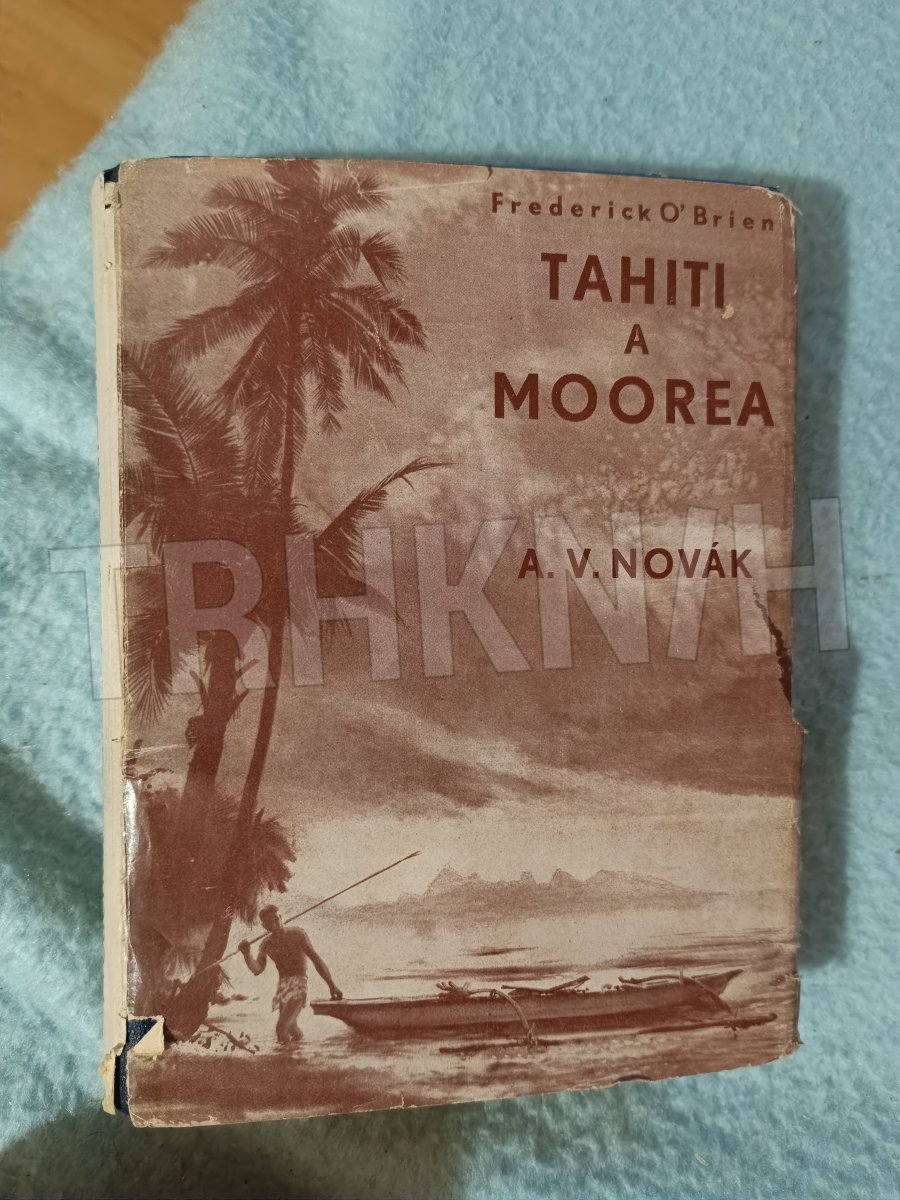 Frederick O'Brien
TAHITI
A
MOOREA
A. V. NOVÁK
TRHKNIH